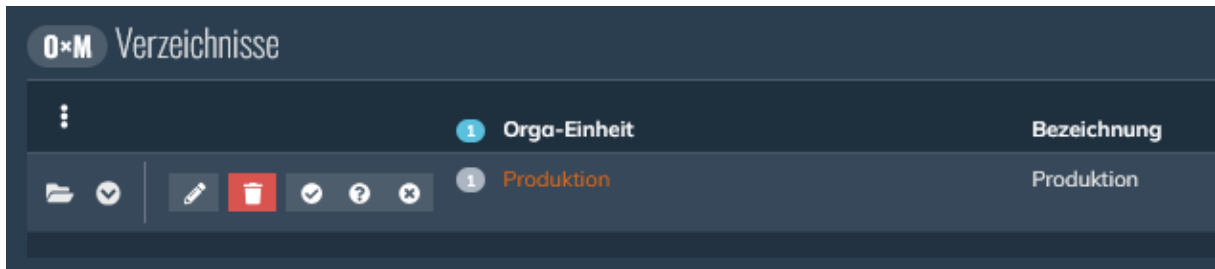 O×M Verzeichnisse
1 Orga-Einheit Bezeichnung
1 Produktion Produktion